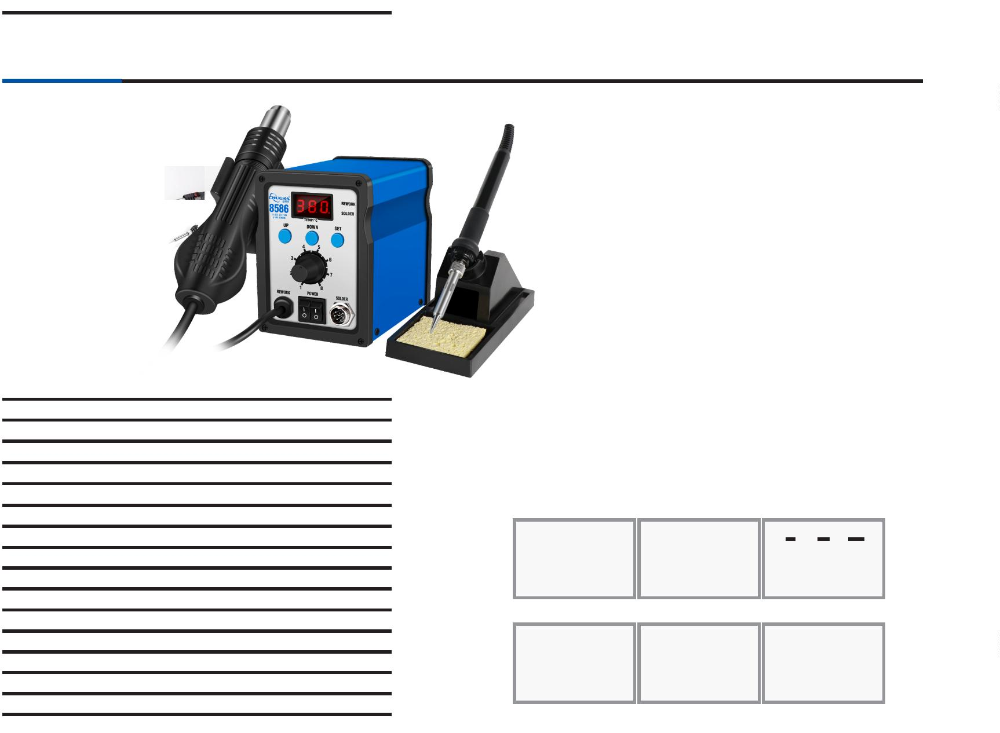 CHUERA
8586
380
REWORK
SOLDER
TEMP/°C
UP
DOWN
SET
4 5
3 6
2 7
1 8
REWORK
POWER
SOLDER